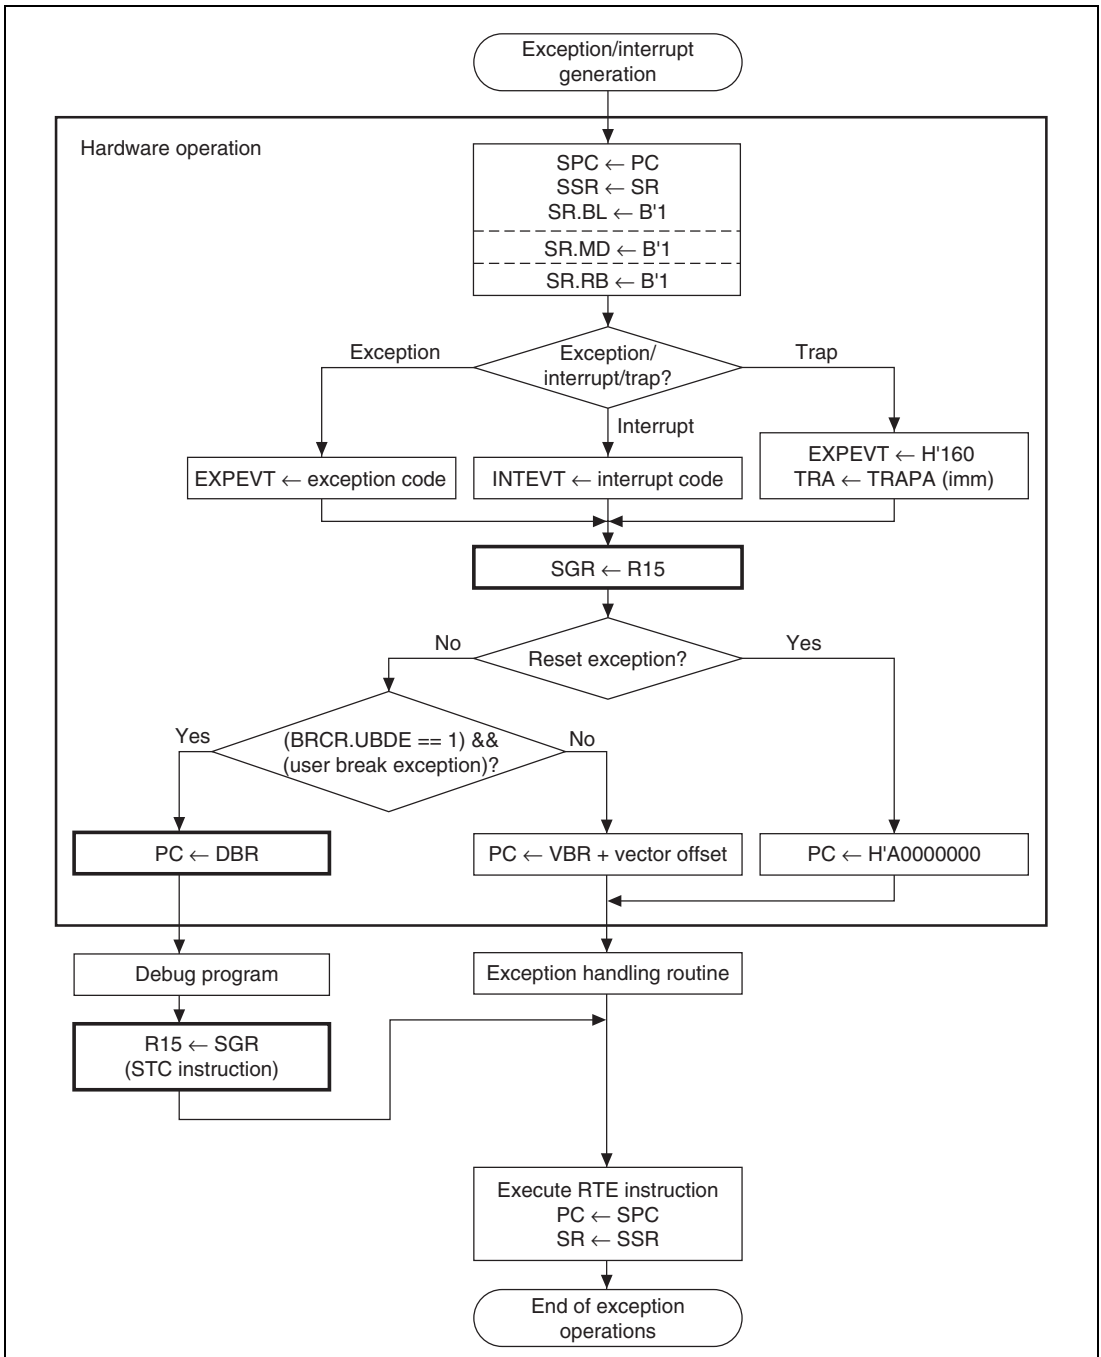 Exception/interrupt
generation
Hardware operation
SPC ← PC
SSR ← SR
SR.BL ← B'1
SR.MD ← B'1
SR.RB ← B'1
Exception
Exception/
interrupt/trap?
Trap
Interrupt
EXPEVT ← exception code
INTEVT ← interrupt code
EXPEVT ← H'160
TRA ← TRAPA (imm)
SGR ← R15
No
Reset exception?
Yes
Yes
(BRCR.UBDE == 1) &&
(user break exception)?
No
PC ← DBR
PC ← VBR + vector offset
PC ← H'A0000000
Debug program
Exception handling routine
R15 ← SGR
(STC instruction)
Execute RTE instruction
PC ← SPC
SR ← SSR
End of exception
operations